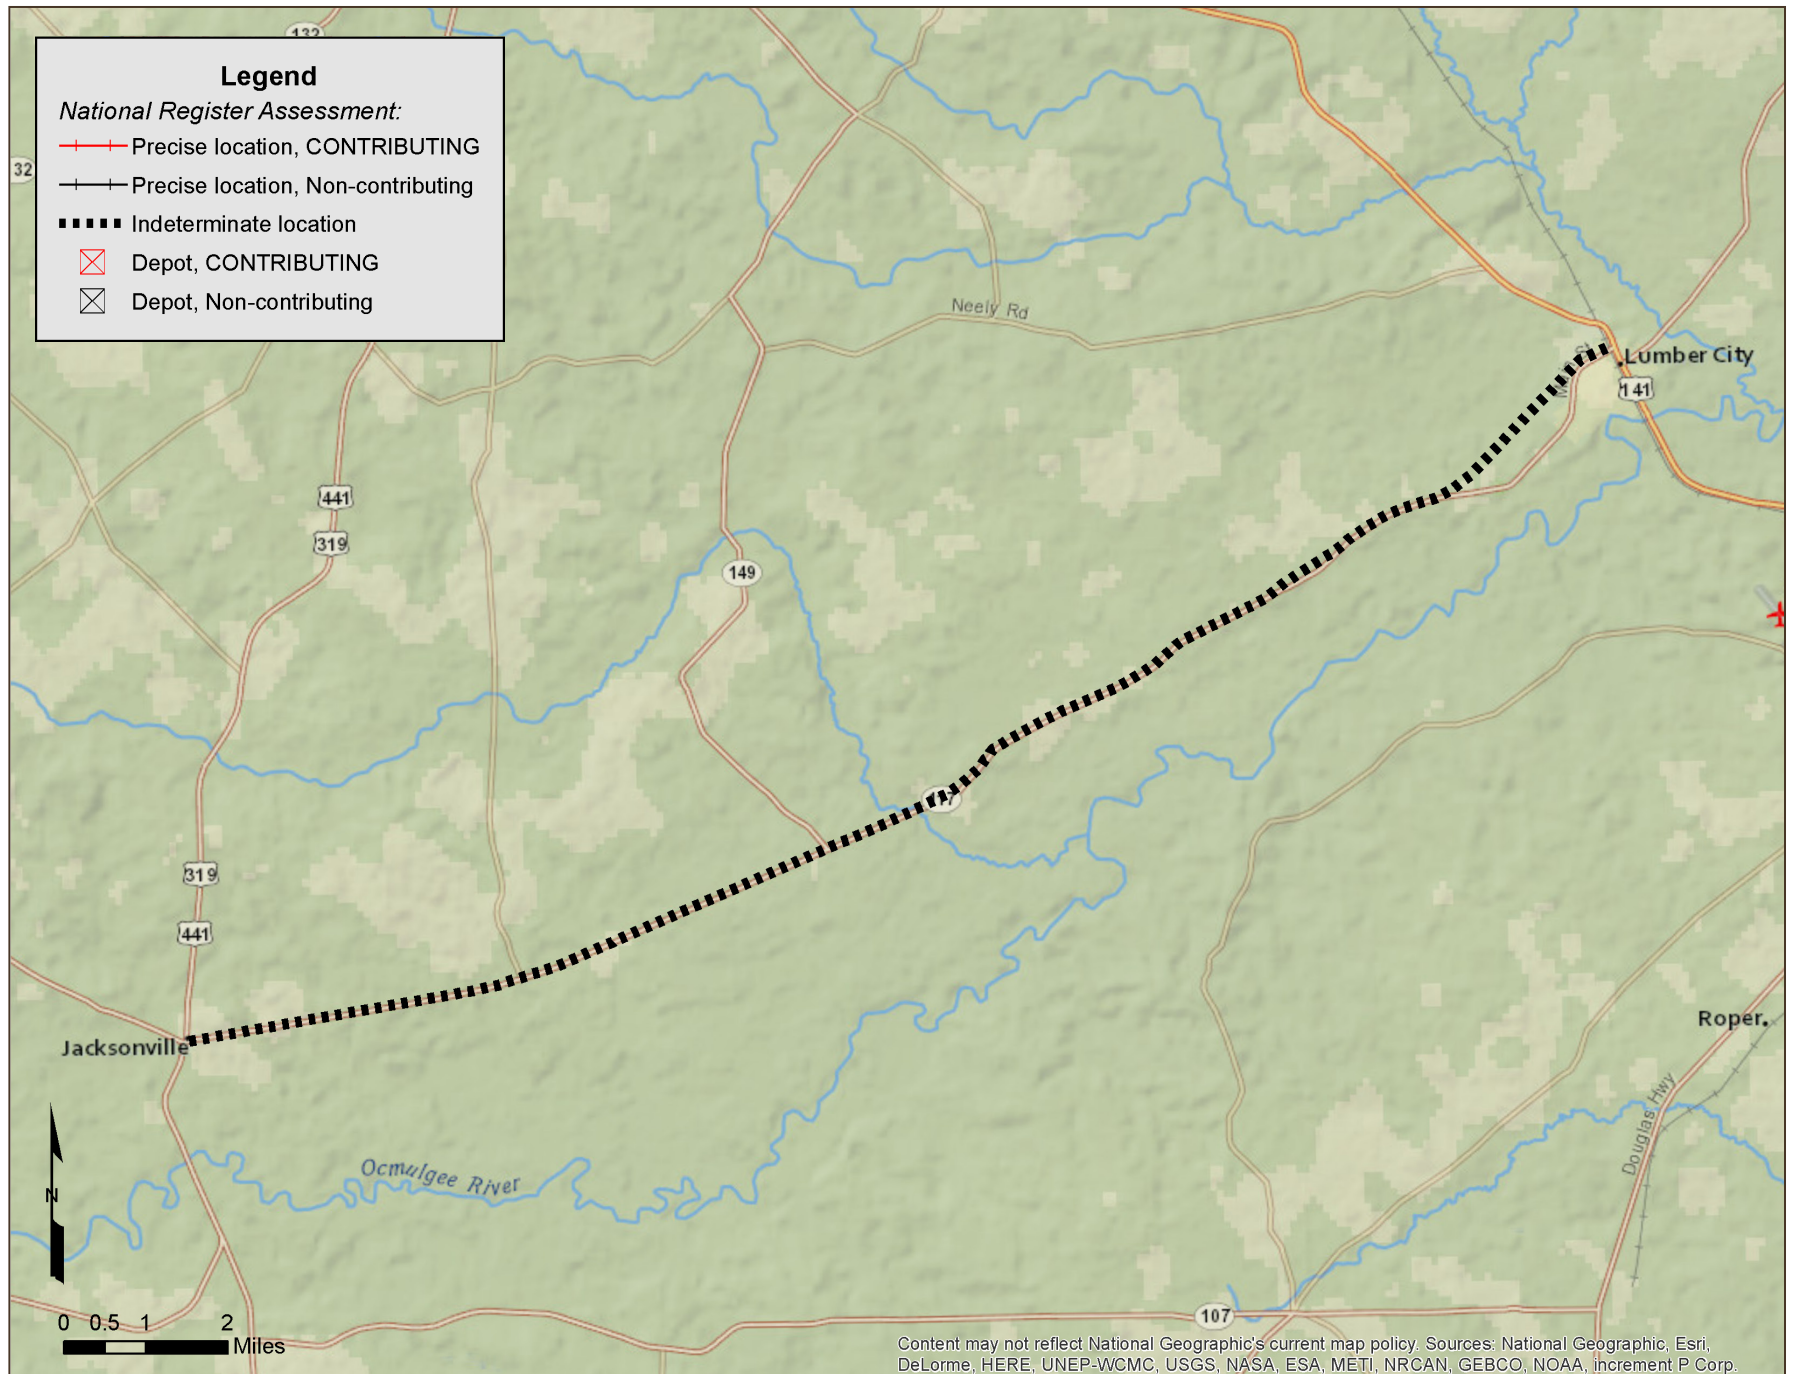 132
Legend
National Register Assessment:
Precise location, CONTRIBUTING
32
Precise location, Non-contributing
Indeterminate location
Depot, CONTRIBUTING
Depot, Non-contributing
Neely Rd
Lumber City
141
441
319
149
319
441
Jacksonville
Roper
Douglas Hwy
Ocmulgee River
N
107
0 0.5 1 2
Miles
Content may not reflect National Geographic's current map policy. Sources: National Geographic, Esri,
DeLorme, HERE, UNEP-WCMC, USGS, NASA, ESA, METI, NRCAN, GEBCO, NOAA, increment P Corp.